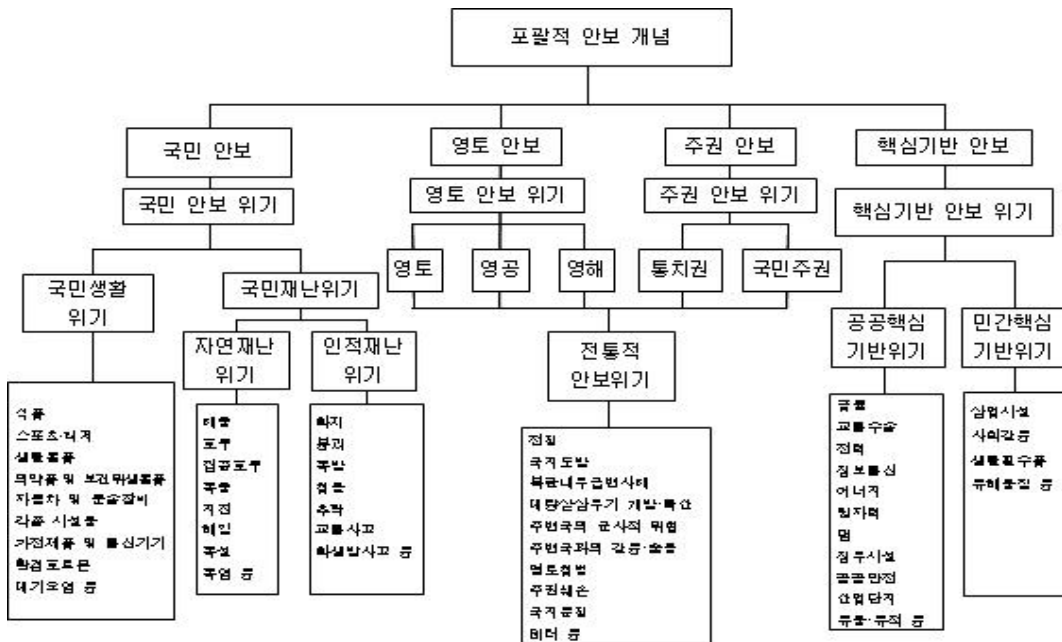 포괄적 안보 개념
국민 안보
영토 안보
주권 안보
핵심기반 안보
국민 안보 위기
영토 안보 위기
주권 안보 위기
핵심기반 안보 위기
영토
영공
영해
통치권
국민주권
국민생활
위기
국민재난위기
자연재난
위기
인적재난
위기
전통적
안보위기
공공핵심
기반위기
민간핵심
기반위기
식품
스포츠·레저
생활용품
의약품 및 보건위생용품
자동차 및 운송장비
각종 시설물
가전제품 및 통신기기
환경호르몬
대기오염 등
태풍
호우
집중호우
폭풍
지진
해일
폭설
폭염 등
화재
붕괴
폭발
침몰
추락
교통사고
화생방사고 등
전쟁
국지도발
북한내부급변사태
대량살상무기 개발·확산
주변국의 군사적 위협
주변국과의 갈등·충돌
영토침범
주권훼손
국지분쟁
테러 등
금융
교통수송
전력
정보통신
에너지
원자력
댐
정부시설
공공안전
산업단지
유물·유적 등
상업시설
사회갈등
생활필수품
유해물질 등